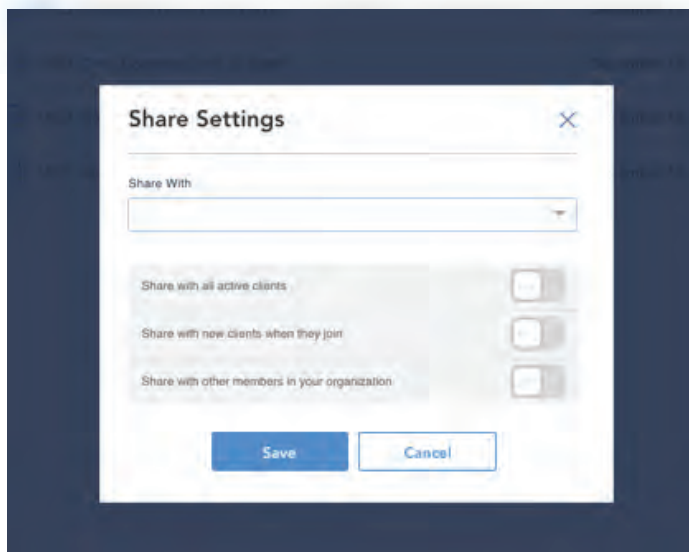 Share Settings
Share With
Share with all active clients
Share with new clients when they join
Share with other members in your organization
Save
Cancel